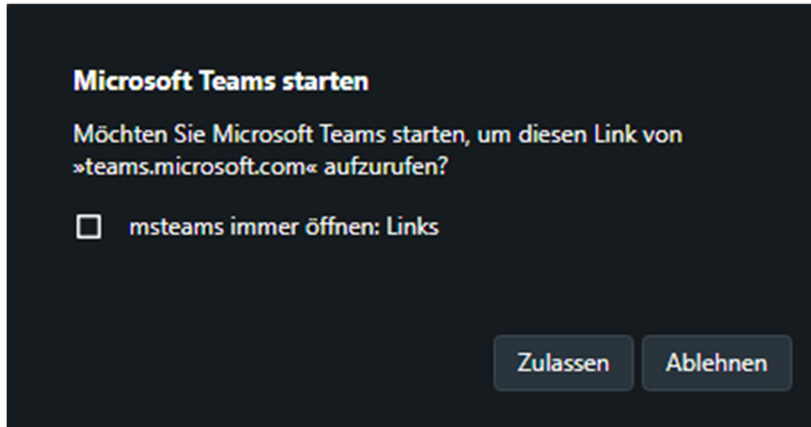 Microsoft Teams starten
Möchten Sie Microsoft Teams starten, um diesen Link von
»teams.microsoft.com« aufzurufen?
msteams immer öffnen: Links
Zulassen Ablehnen